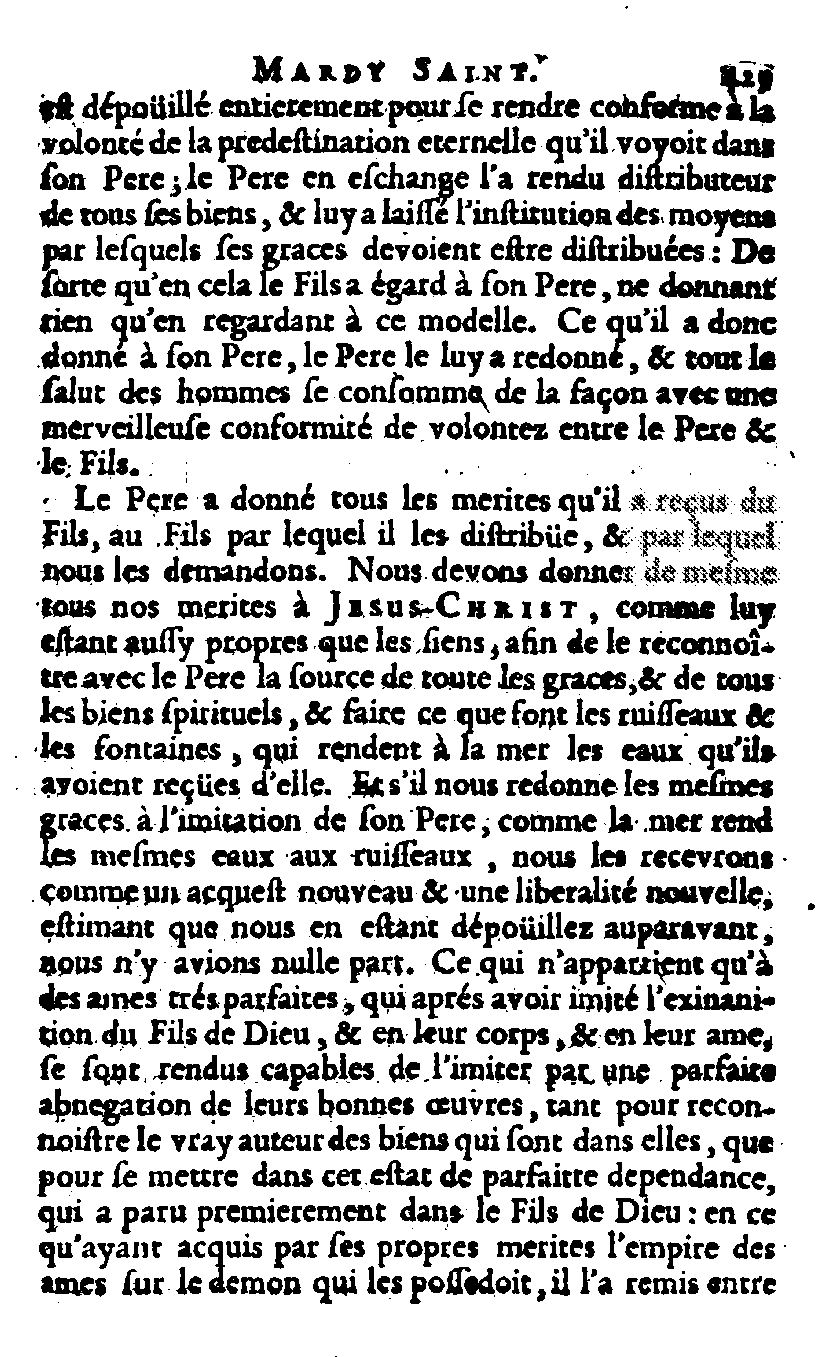 MARDY SAINT.
eſt dépoüillé entierement pour ſe rendre conforme à la
volonté de la predeſtination eternelle qu'il voyoit dans
ſon Pere ; le Pere en eſchange l'a rendu diſtributeur
de tous ſes biens, & luy a laiſſé l'inſtitution des moyens
par leſquels ſes graces devoient eſtre diſtribuées : De
ſorte qu'en cela le Fils a égard à ſon Pere, ne donnant
rien qu'en regardant à ce modelle. Ce qu'il a donc
donné à ſon Pere, le Pere le luy a redonné, & tout le
ſalut des hommes ſe conſomme de la façon avec une
merveilleuſe conformité de volontez entre le Pere &
le Fils.
Le Pere a donné tous les merites qu'il a reçus du
Fils, au Fils par lequel il les diſtribüe, & par lequel
nous les demandons. Nous devons donner de meſme
tous nos merites à JESUS-CHRIST, comme luy
eſtant auſſy propres que les ſiens, afin de le reconnoî-
tre avec le Pere la ſource de toute les graces, & de tous
les biens ſpirituels, & faire ce que font les ruiſſeaux &
les fontaines, qui rendent à la mer les eaux qu'ils
avoient reçües d'elle. Et s'il nous redonne les meſmes
graces à l'imitation de ſon Pere, comme la mer rend
les meſmes eaux aux ruiſſeaux, nous les recevrons
comme un acqueſt nouveau & une liberalité nouvelle,
eſtimant que nous en eſtant dépoüillez auparavant,
nous n'y avions nulle part. Ce qui n'appartient qu'à
des ames trés parfaites, qui aprés avoir imité l'exinani-
tion du Fils de Dieu, & en leur corps, & en leur ame,
ſe ſont rendus capables de l'imiter par une parfaite
abnegation de leurs bonnes œuvres, tant pour recon-
noiſtre le vray auteur des biens qui ſont dans elles, que
pour ſe mettre dans cet eſtat de parfaitte dependance,
qui a paru premierement dans le Fils de Dieu : en ce
qu'ayant acquis par ſes propres merites l'empire des
ames ſur le demon qui les poſſedoit, il l'a remis entre